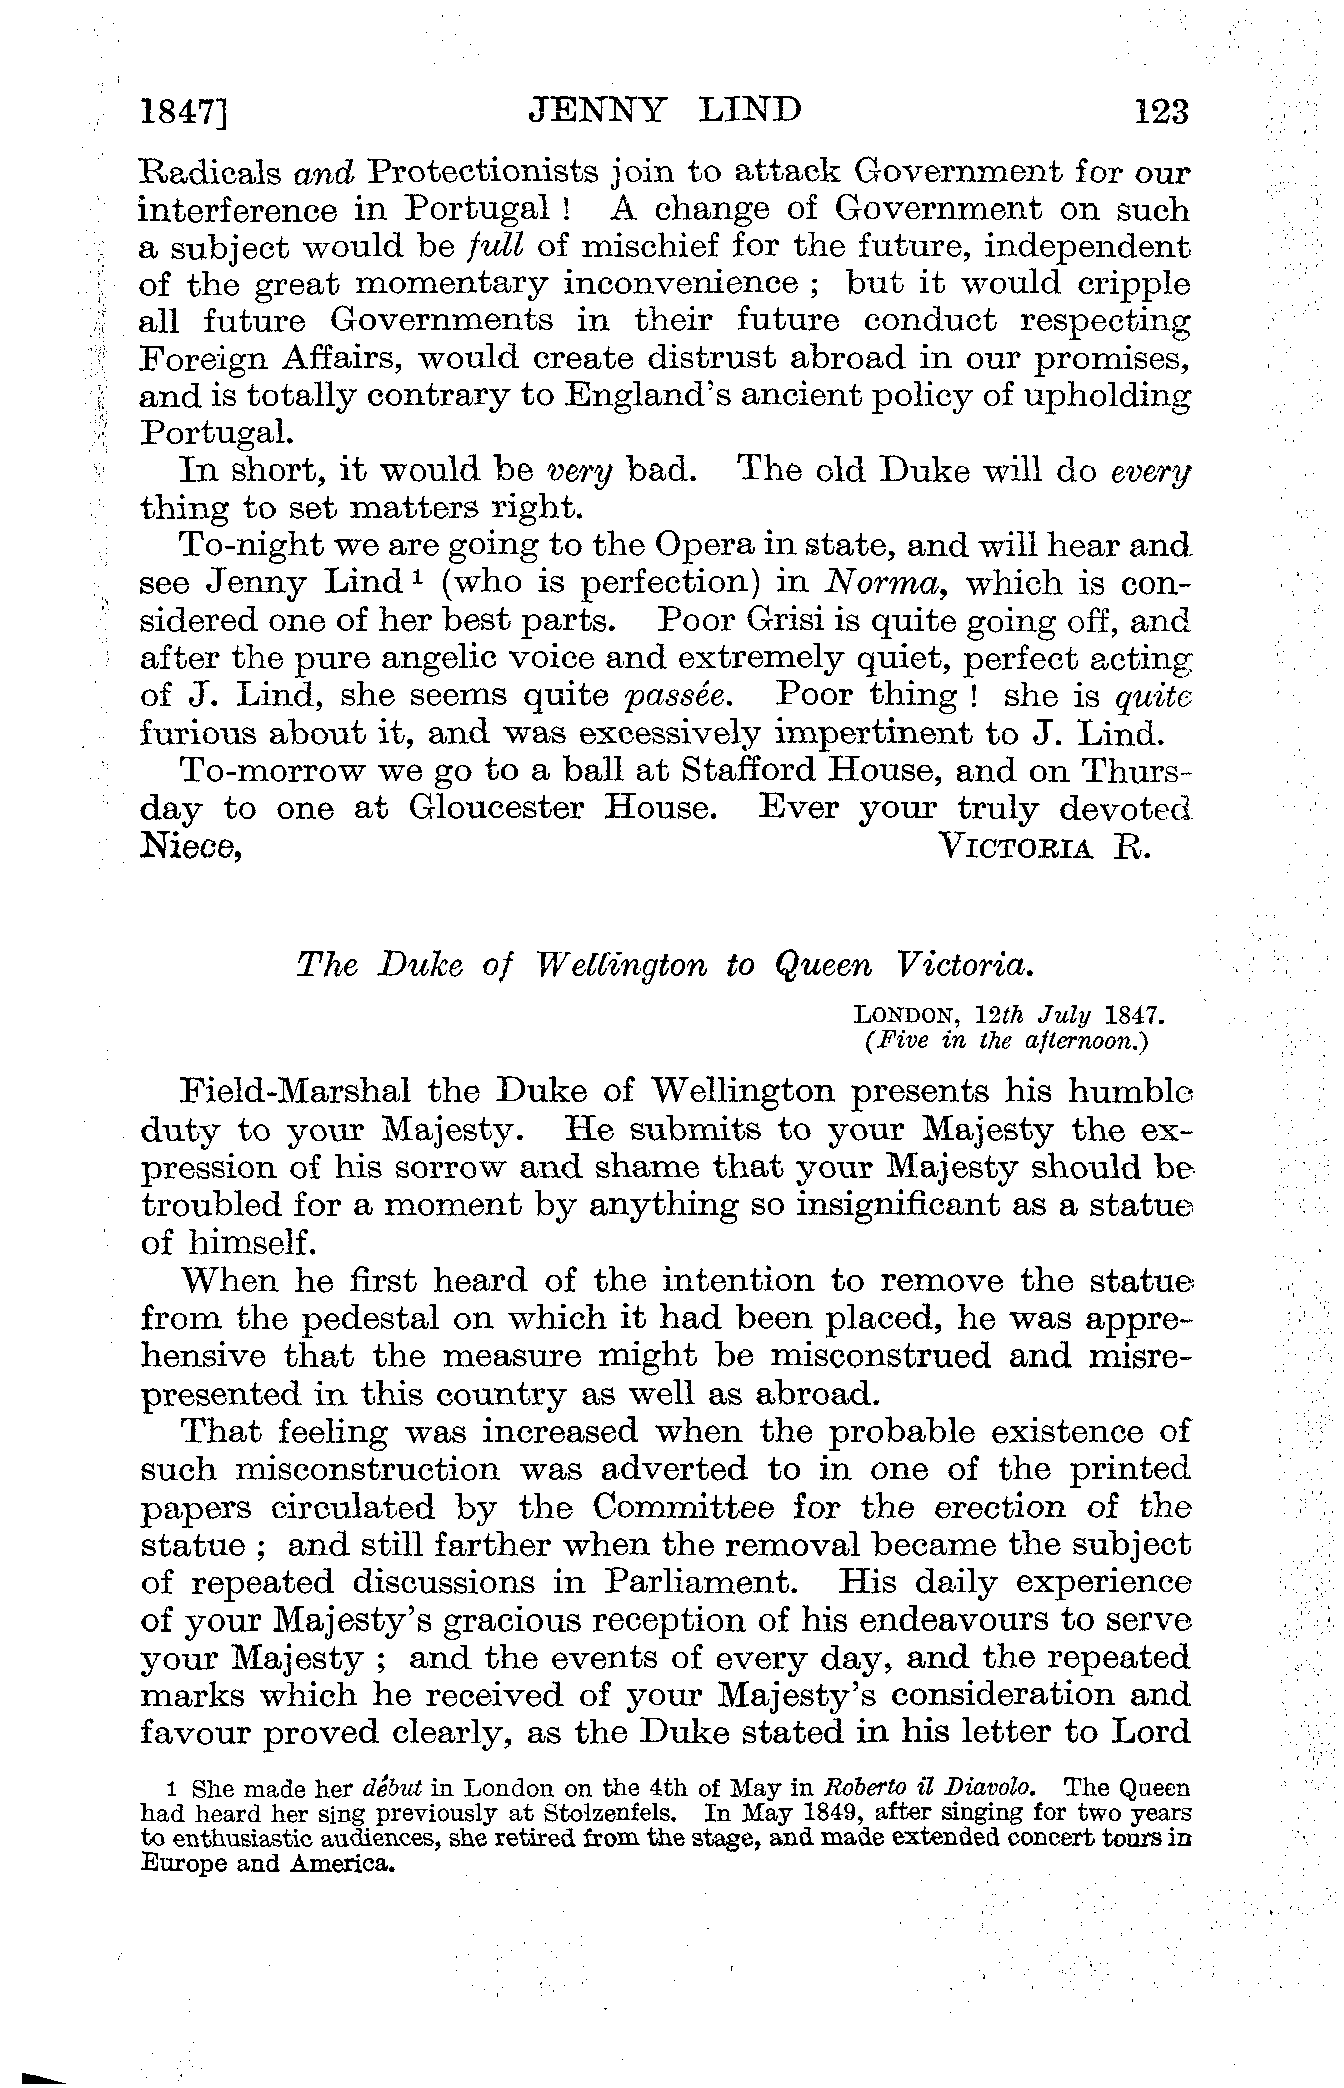 1847] JENNY LIND 123
Radicals and Protectionists join to attack Government for our
interference in Portugal ! A change of Government on such
a subject would be full of mischief for the future, independent
of the great momentary inconvenience ; but it would cripple
all future Governments in their future conduct respecting
Foreign Affairs, would create distrust abroad in our promises,
and is totally contrary to England's ancient policy of upholding
Portugal.
In short, it would be very bad. The old Duke will do every
thing to set matters right.
To-night we are going to the Opera in state, and will hear and
see Jenny Lind 1 (who is perfection) in Norma, which is con-
sidered one of her best parts. Poor Grisi is quite going off, and
after the pure angelic voice and extremely quiet, perfect acting
of J. Lind, she seems quite passée. Poor thing ! she is quite
furious about it, and was excessively impertinent to J. Lind.
To-morrow we go to a ball at Stafford House, and on Thurs-
day to one at Gloucester House. Ever your truly devoted
Niece, VICTORIA R.
The Duke of Wellington to Queen Victoria.
LONDON, 12th July 1847.
(Five in the afternoon.)
Field-Marshal the Duke of Wellington presents his humble
duty to your Majesty. He submits to your Majesty the ex-
pression of his sorrow and shame that your Majesty should be
troubled for a moment by anything so insignificant as a statue
of himself.
When he first heard of the intention to remove the statue
from the pedestal on which it had been placed, he was appre-
hensive that the measure might be misconstrued and misre-
presented in this country as well as abroad.
That feeling was increased when the probable existence of
such misconstruction was adverted to in one of the printed
papers circulated by the Committee for the erection of the
statue ; and still farther when the removal became the subject
of repeated discussions in Parliament. His daily experience
of your Majesty's gracious reception of his endeavours to serve
your Majesty ; and the events of every day, and the repeated
marks which he received of your Majesty's consideration and
favour proved clearly, as the Duke stated in his letter to Lord
1 She made her début in London on the 4th of May in Roberto il Diavolo. The Queen
had heard her sing previously at Stolzenfels. In May 1849, after singing for two years
to enthusiastic audiences, she retired from the stage, and made extended concert tours in
Europe and America.